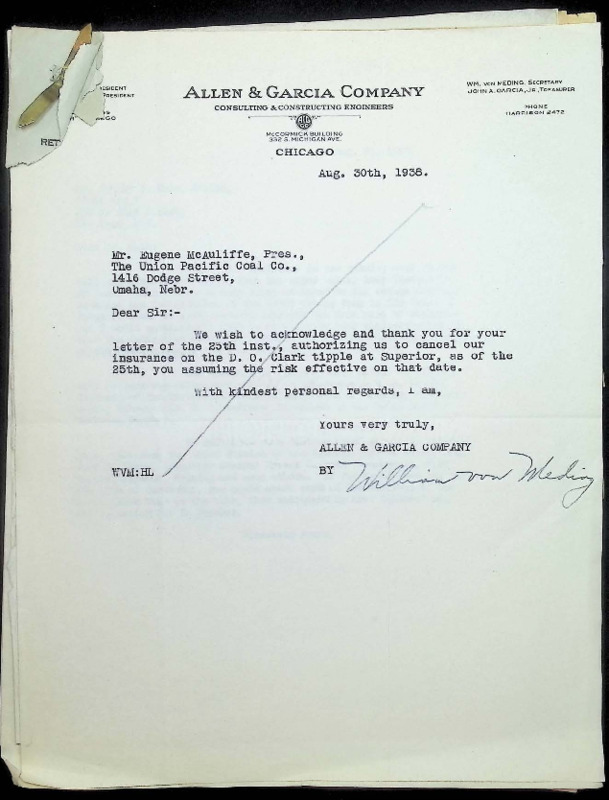 ALLEN & GARCIA COMPANY
CONSULTING & CONSTRUCTING ENGINEERS
McCORMICK BUILDING
332 S. MICHIGAN AVE.
CHICAGO
WM. VON MEDING, SECRETARY
JOHN A. GARCIA, JR., TREASURER
PHONE
HARRISON 2472
RET
Aug. 30th, 1938.
Mr. Eugene McAuliffe, Pres.,
The Union Pacific Coal Co.,
1416 Dodge Street,
Omaha, Nebr.
Dear Sir:-
We wish to acknowledge and thank you for your
letter of the 25th inst., authorizing us to cancel our
insurance on the D. O. Clark tipple at Superior, as of the
25th, you assuming the risk effective on that date.
With kindest personal regards, I am,
Yours very truly,
ALLEN & GARCIA COMPANY
WVM:HL
BY William von Meding